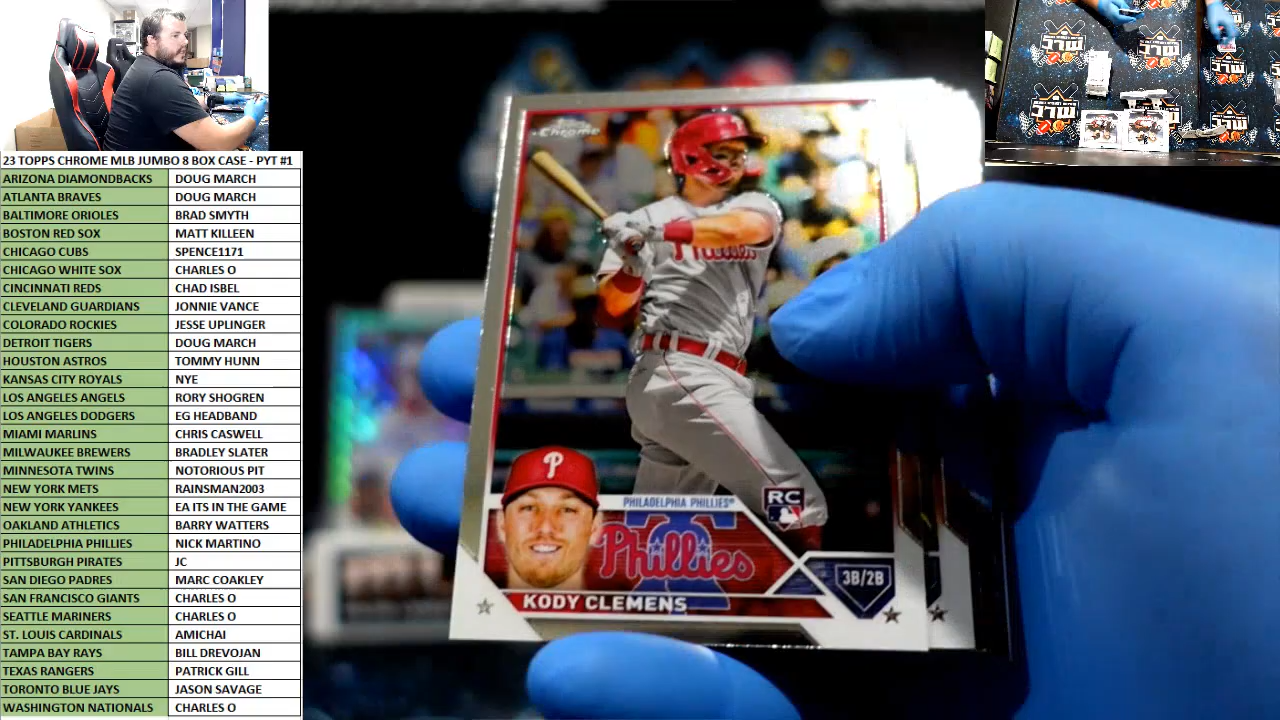 23 TOPPS CHROME MLB JUMBO 8 BOX CASE - PYT #1
ARIZONA DIAMONDBACKS DOUG MARCH
ATLANTA BRAVES DOUG MARCH
BALTIMORE ORIOLES BRAD SMYTH
BOSTON RED SOX MATT KILLEEN
CHICAGO CUBS SPENCE1171
CHICAGO WHITE SOX CHARLES O
CINCINNATI REDS CHAD ISBEL
CLEVELAND GUARDIANS JONNIE VANCE
COLORADO ROCKIES JESSE UPLINGER
DETROIT TIGERS DOUG MARCH
HOUSTON ASTROS TOMMY HUNN
KANSAS CITY ROYALS NYE
LOS ANGELES ANGELS RORY SHOGREN
LOS ANGELES DODGERS EG HEADBAND
MIAMI MARLINS CHRIS CASWELL
MILWAUKEE BREWERS BRADLEY SLATER
MINNESOTA TWINS NOTORIOUS PIT
NEW YORK METS RAINSMAN2003
NEW YORK YANKEES EA ITS IN THE GAME
OAKLAND ATHLETICS BARRY WATTERS
PHILADELPHIA PHILLIES NICK MARTINO
PITTSBURGH PIRATES JC
SAN DIEGO PADRES MARC COAKLEY
SAN FRANCISCO GIANTS CHARLES O
SEATTLE MARINERS CHARLES O
ST. LOUIS CARDINALS AMICHAI
TAMPA BAY RAYS BILL DREVOJAN
TEXAS RANGERS PATRICK GILL
TORONTO BLUE JAYS JASON SAVAGE
WASHINGTON NATIONALS CHARLES O
Topps
Chrome
Phillies
P
PHILADELPHIA PHILLIES
RC
Phillies
3B/2B
KODY CLEMENS